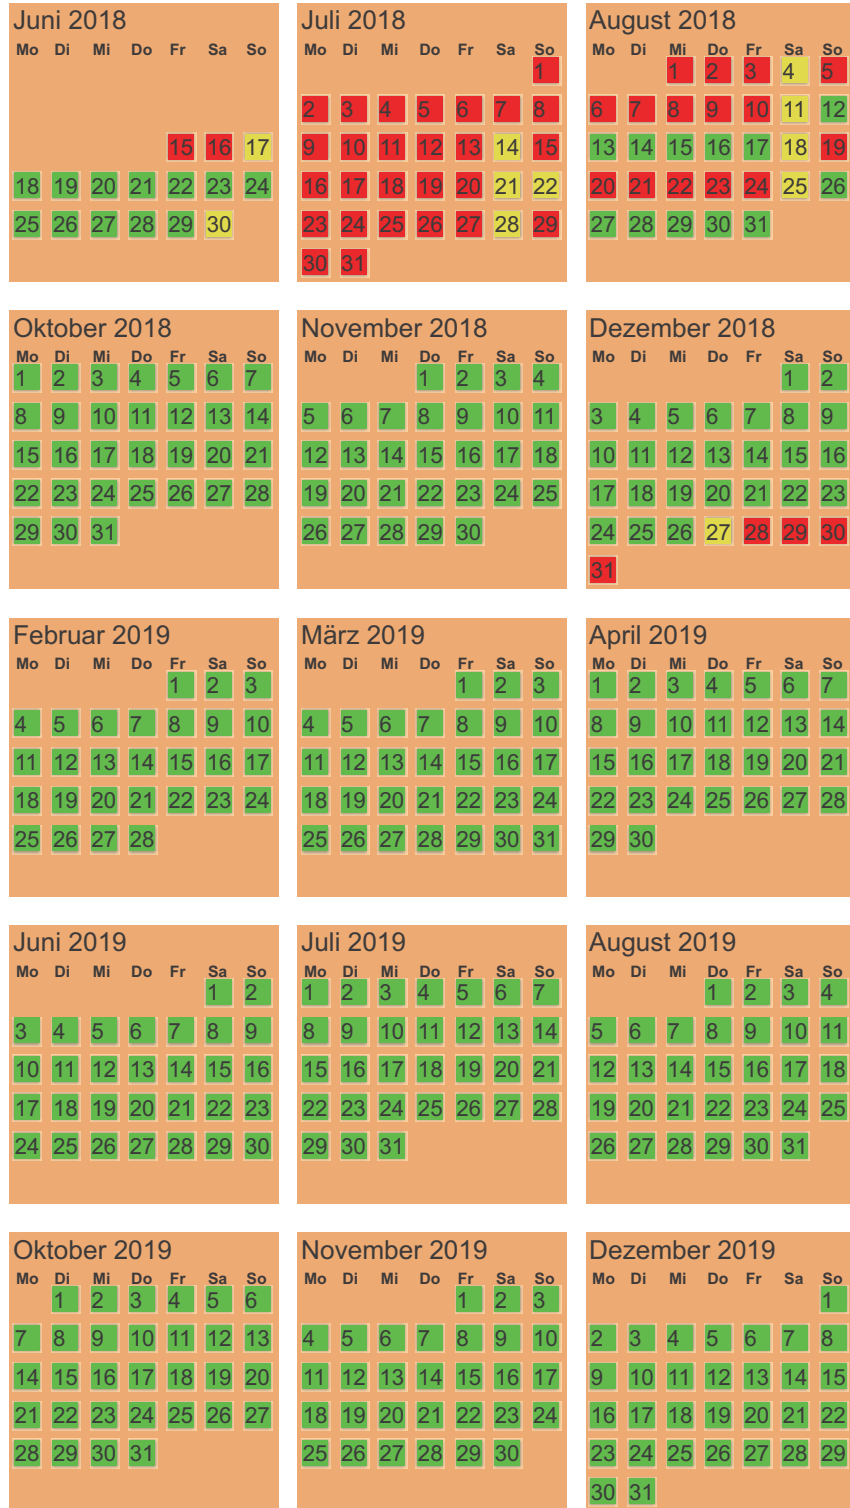 Juni 2018
Mo Di Mi Do Fr Sa So
15 16 17
18 19 20 21 22 23 24
25 26 27 28 29 30
Juli 2018
Mo Di Mi Do Fr Sa So
1
2 3 4 5 6 7 8
9 10 11 12 13 14 15
16 17 18 19 20 21 22
23 24 25 26 27 28 29
30 31
August 2018
Mo Di Mi Do Fr Sa So
1 2 3 4 5
6 7 8 9 10 11 12
13 14 15 16 17 18 19
20 21 22 23 24 25 26
27 28 29 30 31
Oktober 2018
Mo Di Mi Do Fr Sa So
1 2 3 4 5 6 7
8 9 10 11 12 13 14
15 16 17 18 19 20 21
22 23 24 25 26 27 28
29 30 31
November 2018
Mo Di Mi Do Fr Sa So
1 2 3 4
5 6 7 8 9 10 11
12 13 14 15 16 17 18
19 20 21 22 23 24 25
26 27 28 29 30
Dezember 2018
Mo Di Mi Do Fr Sa So
1 2
3 4 5 6 7 8 9
10 11 12 13 14 15 16
17 18 19 20 21 22 23
24 25 26 27 28 29 30
31
Februar 2019
Mo Di Mi Do Fr Sa So
1 2 3
4 5 6 7 8 9 10
11 12 13 14 15 16 17
18 19 20 21 22 23 24
25 26 27 28
März 2019
Mo Di Mi Do Fr Sa So
1 2 3
4 5 6 7 8 9 10
11 12 13 14 15 16 17
18 19 20 21 22 23 24
25 26 27 28 29 30 31
April 2019
Mo Di Mi Do Fr Sa So
1 2 3 4 5 6 7
8 9 10 11 12 13 14
15 16 17 18 19 20 21
22 23 24 25 26 27 28
29 30
Juni 2019
Mo Di Mi Do Fr Sa So
1 2
3 4 5 6 7 8 9
10 11 12 13 14 15 16
17 18 19 20 21 22 23
24 25 26 27 28 29 30
Juli 2019
Mo Di Mi Do Fr Sa So
1 2 3 4 5 6 7
8 9 10 11 12 13 14
15 16 17 18 19 20 21
22 23 24 25 26 27 28
29 30 31
August 2019
Mo Di Mi Do Fr Sa So
1 2 3 4
5 6 7 8 9 10 11
12 13 14 15 16 17 18
19 20 21 22 23 24 25
26 27 28 29 30 31
Oktober 2019
Mo Di Mi Do Fr Sa So
1 2 3 4 5 6
7 8 9 10 11 12 13
14 15 16 17 18 19 20
21 22 23 24 25 26 27
28 29 30 31
November 2019
Mo Di Mi Do Fr Sa So
1 2 3
4 5 6 7 8 9 10
11 12 13 14 15 16 17
18 19 20 21 22 23 24
25 26 27 28 29 30
Dezember 2019
Mo Di Mi Do Fr Sa So
1
2 3 4 5 6 7 8
9 10 11 12 13 14 15
16 17 18 19 20 21 22
23 24 25 26 27 28 29
30 31